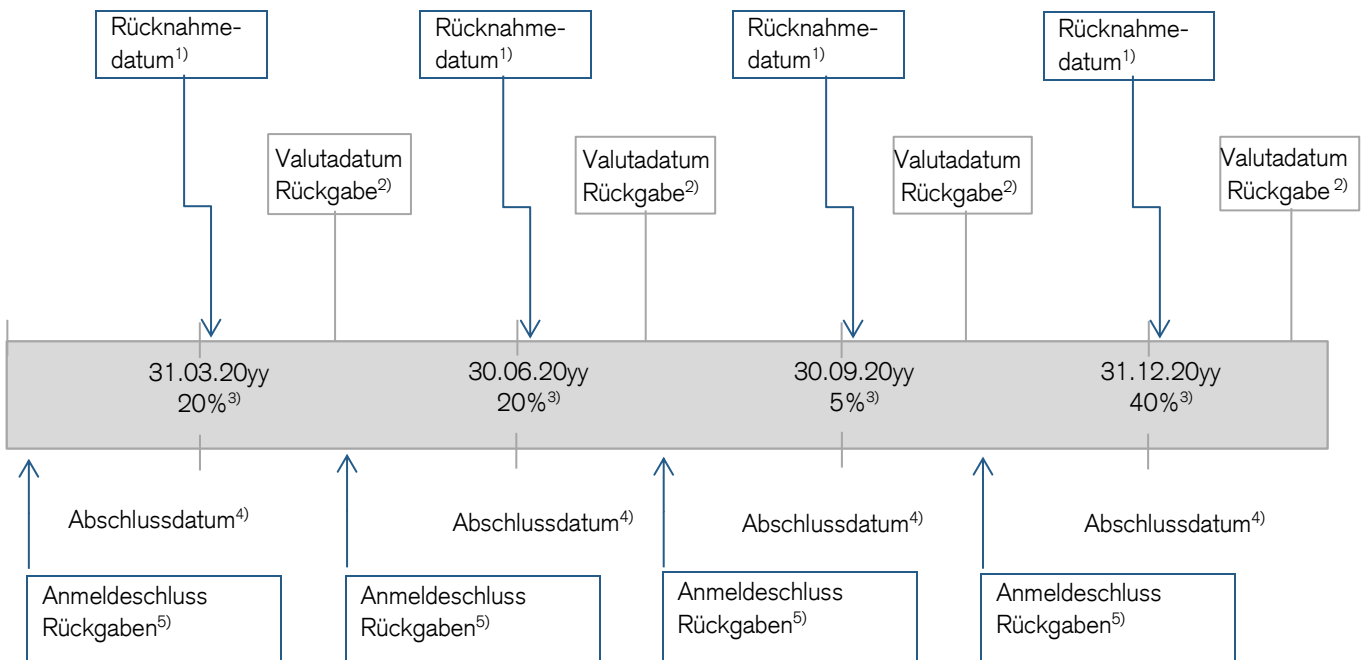 Rücknahme-
datum1)
Rücknahme-
datum1)
Rücknahme-
datum1)
Rücknahme-
datum1)
Valutadatum
Rückgabe2)
Valutadatum
Rückgabe2)
Valutadatum
Rückgabe2)
Valutadatum
Rückgabe 2)
31.03.20yy
20%3)
30.06.20yy
20%3)
30.09.20yy
5%3)
31.12.20yy
40%3)
Abschlussdatum4)
Abschlussdatum4)
Abschlussdatum4)
Abschlussdatum4)
Anmeldeschluss
Rückgaben5)
Anmeldeschluss
Rückgaben5)
Anmeldeschluss
Rückgaben5)
Anmeldeschluss
Rückgaben5)